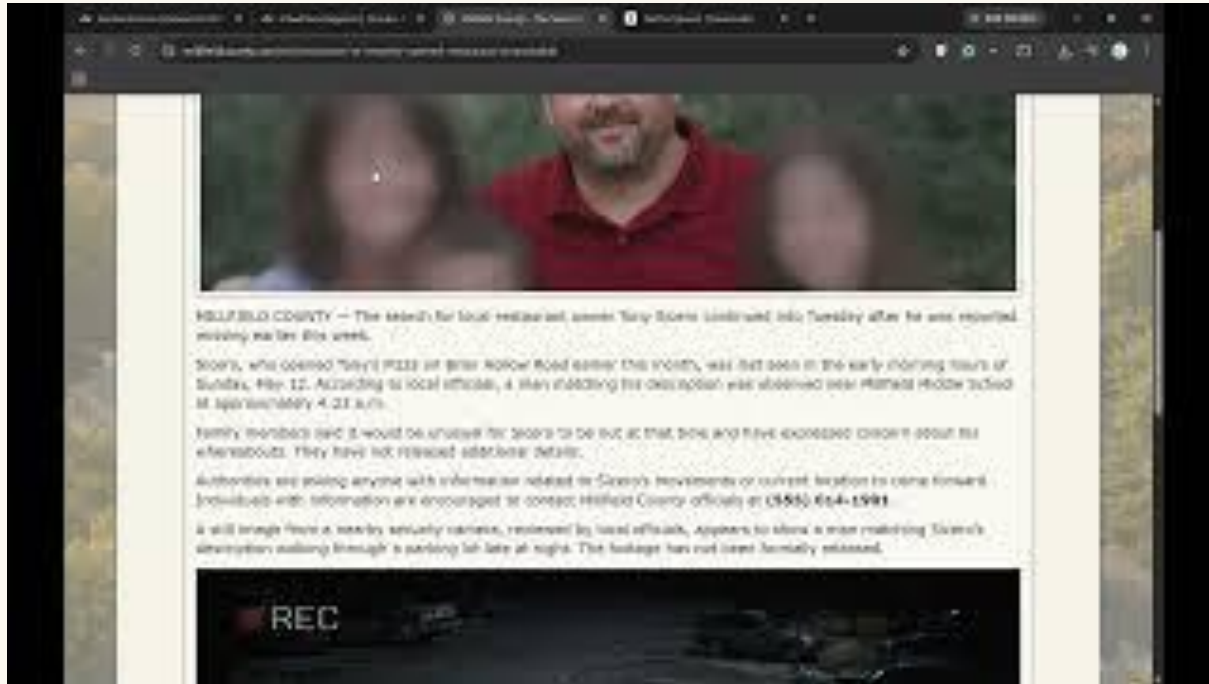 MILLFIELD COUNTY — The search for local restaurant owner Tony Sicero continued into Tuesday after he was reported
missing earlier this week.
Sicero, who opened Tony's Pizza on Briar Hollow Road earlier this month, was last seen in the early morning hours of
Sunday, May 12. According to local officials, a man matching his description was observed near Millfield Middle School
at approximately 4:23 a.m.
Family members said it would be unusual for Sicero to be out at that time and have expressed concern about his
whereabouts. They have not released additional details.
Authorities are asking anyone with information related to Sicero's movements or current location to come forward.
Individuals with information are encouraged to contact Millfield County officials at (555) 014-1991.
A still image from a nearby security camera, reviewed by local officials, appears to show a man matching Sicero's
description walking through a parking lot late at night. The footage has not been formally released.
REC